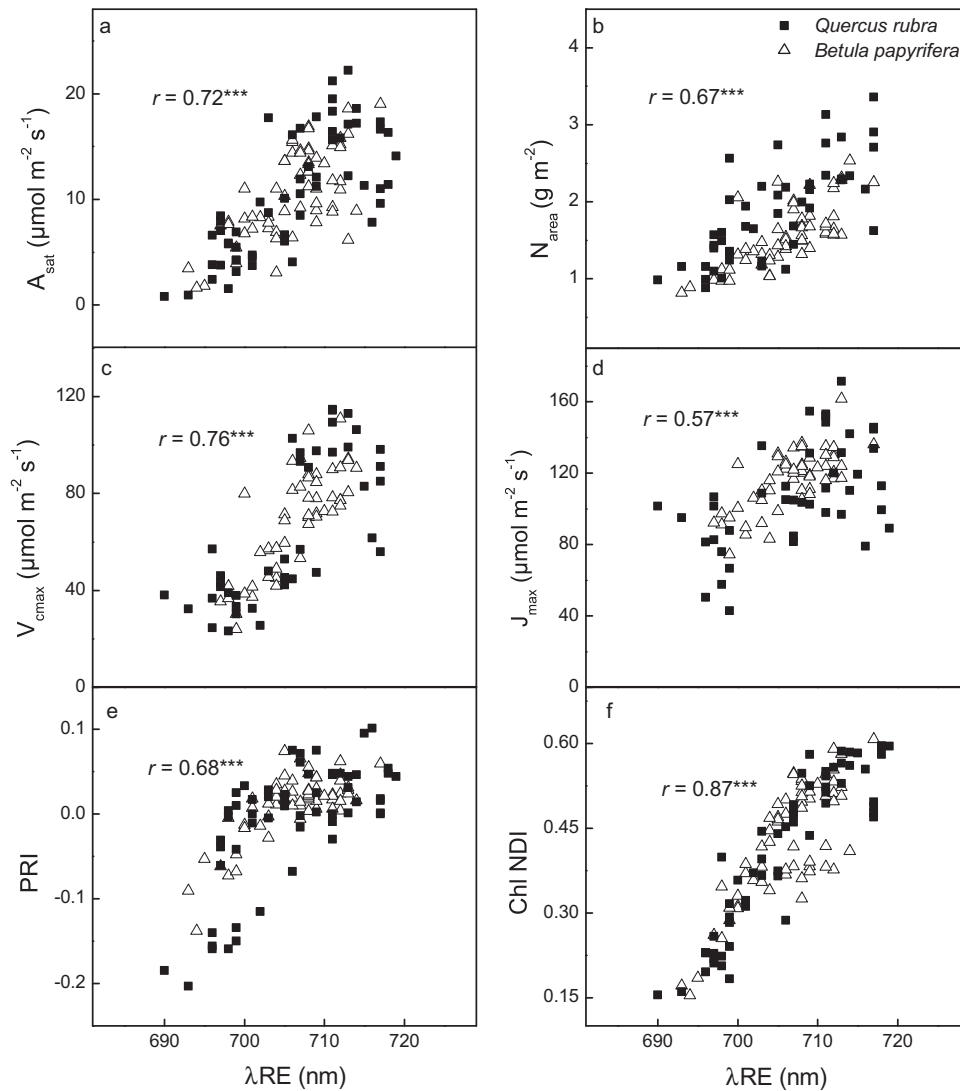 a
A_sat (μmol m⁻² s⁻¹)
20
10
0
r = 0.72***
b
Quercus rubra
Betula papyrifera
N_area (g m⁻²)
4
3
2
1
r = 0.67***
c
V_cmax (μmol m⁻² s⁻¹)
120
80
40
0
r = 0.76***
d
J_max (μmol m⁻² s⁻¹)
160
120
80
40
0
r = 0.57***
e
PRI
0.1
0.0
-0.1
-0.2
r = 0.68***
690 700 710 720
λRE (nm)
f
Chl NDI
0.60
0.45
0.30
0.15
r = 0.87***
690 700 710 720
λRE (nm)